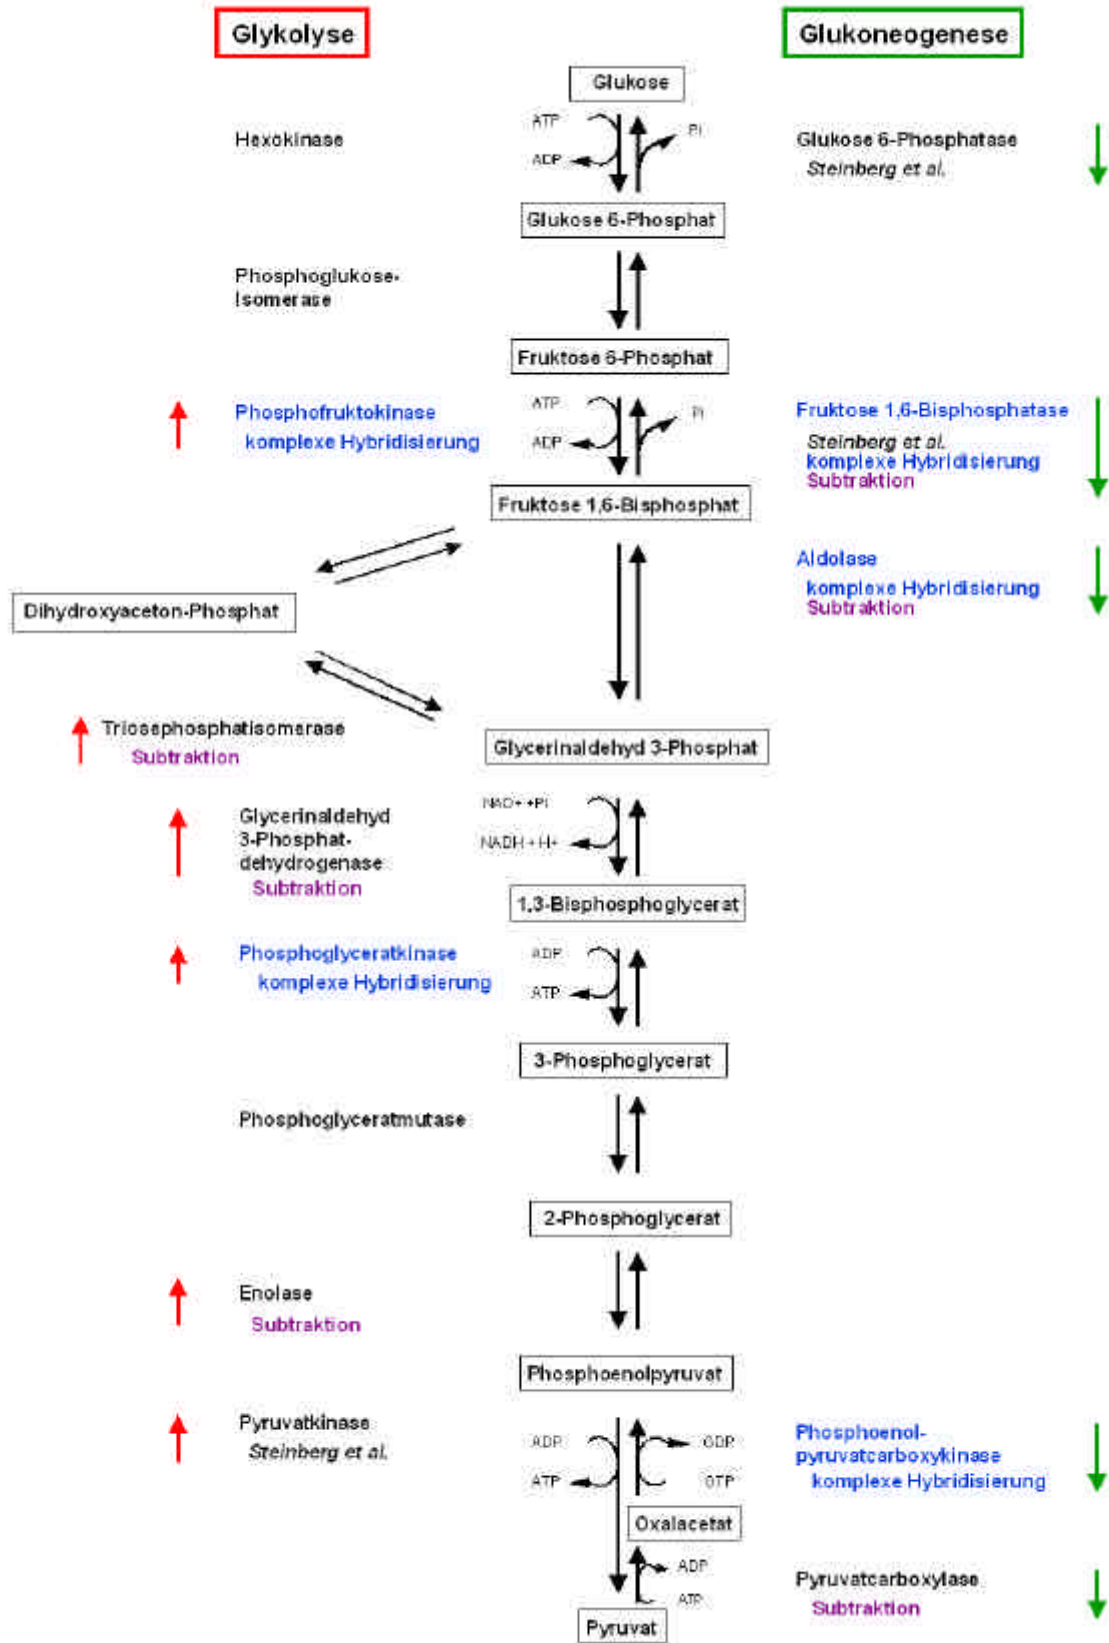 Glykolyse
Glukoneogenese
Glukose
Hexokinase
ATP
ADP
Pi
Glukose 6-Phosphatase
Steinberg et al.
Glukose 6-Phosphat
Phosphoglukose-
Isomerase
Fruktose 6-Phosphat
Phosphofruktokinase
komplexe Hybridisierung
ATP
ADP
Pi
Fruktose 1,6-Bisphosphatase
Steinberg et al.
komplexe Hybridisierung
Subtraktion
Fruktose 1,6-Bisphosphat
Aldolase
komplexe Hybridisierung
Subtraktion
Dihydroxyaceton-Phosphat
Triosephosphatisomerase
Subtraktion
Glycerinaldehyd 3-Phosphat
Glycerinaldehyd
3-Phosphat-
dehydrogenase
Subtraktion
NAD+ +Pi
NADH + H+
1,3-Bisphosphoglycerat
Phosphoglyceratkinase
komplexe Hybridisierung
ADP
ATP
3-Phosphoglycerat
Phosphoglyceratmutase
2-Phosphoglycerat
Enolase
Subtraktion
Phosphoenolpyruvat
Pyruvatkinase
Steinberg et al.
ADP
ATP
GDP
GTP
Phosphoenol-
pyruvatcarboxykinase
komplexe Hybridisierung
Oxalacetat
ADP
ATP
Pyruvatcarboxylase
Subtraktion
Pyruvat